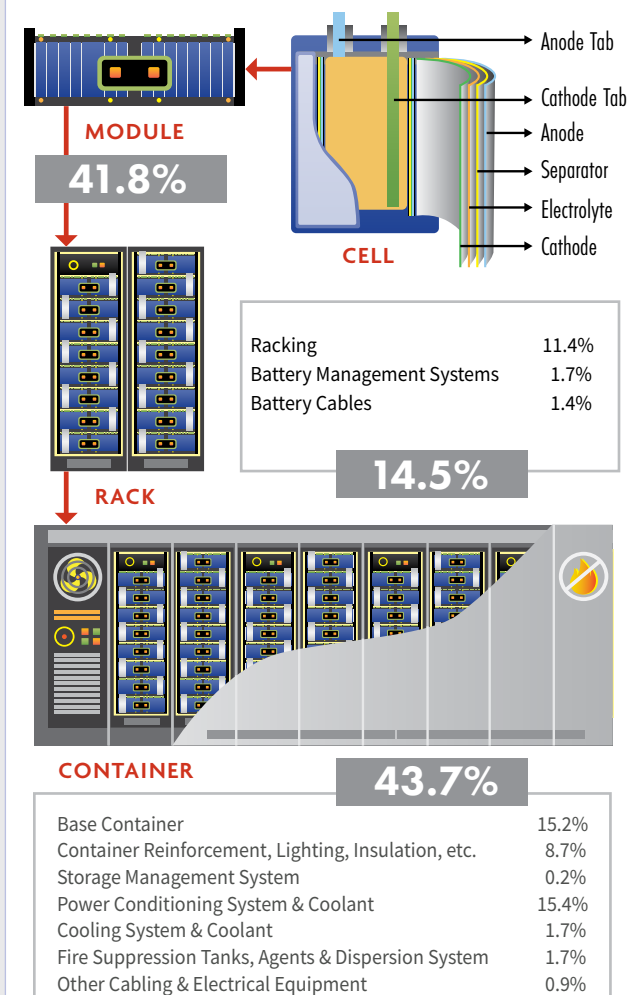 Anode Tab
Cathode Tab
MODULE
Anode
41.8%
Separator
Electrolyte
CELL
Cathode
Racking 11.4%
Battery Management Systems 1.7%
Battery Cables 1.4%
14.5%
RACK
CONTAINER
43.7%
Base Container 15.2%
Container Reinforcement, Lighting, Insulation, etc. 8.7%
Storage Management System 0.2%
Power Conditioning System & Coolant 15.4%
Cooling System & Coolant 1.7%
Fire Suppression Tanks, Agents & Dispersion System 1.7%
Other Cabling & Electrical Equipment 0.9%